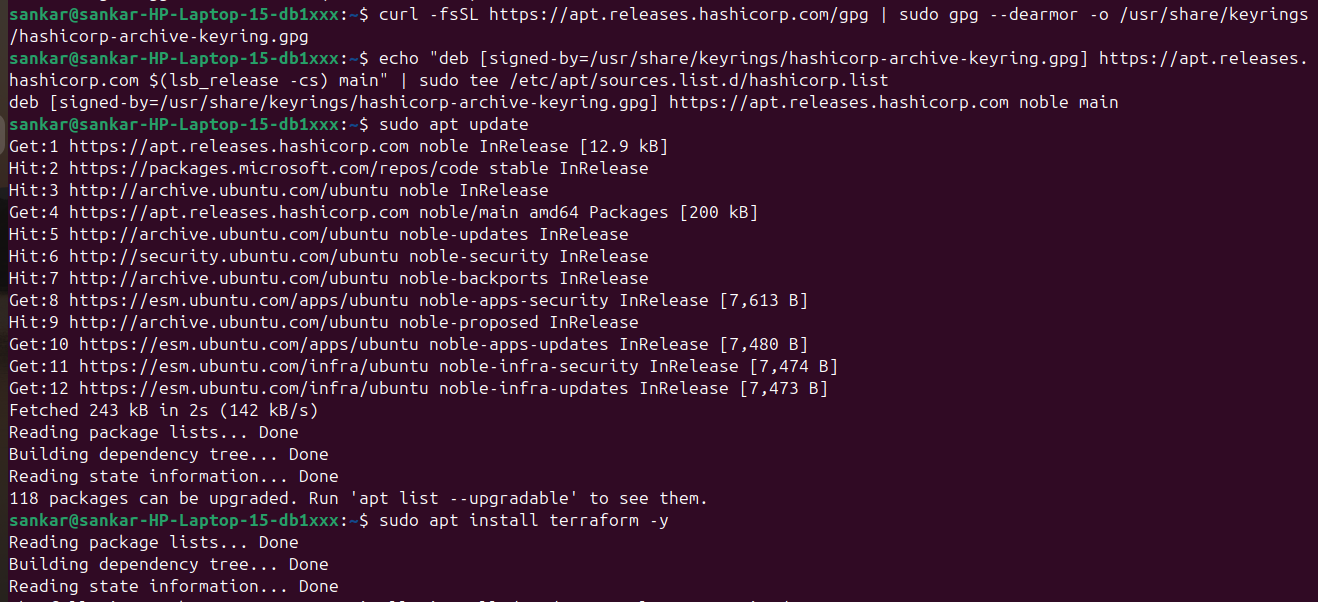 sankar@sankar-HP-Laptop-15-db1xxx:~$ curl -fsSL https://apt.releases.hashicorp.com/gpg | sudo gpg --dearmor -o /usr/share/keyrings
/hashicorp-archive-keyring.gpg
sankar@sankar-HP-Laptop-15-db1xxx:~$ echo "deb [signed-by=/usr/share/keyrings/hashicorp-archive-keyring.gpg] https://apt.releases.
hashicorp.com $(lsb_release -cs) main" | sudo tee /etc/apt/sources.list.d/hashicorp.list
deb [signed-by=/usr/share/keyrings/hashicorp-archive-keyring.gpg] https://apt.releases.hashicorp.com noble main
sankar@sankar-HP-Laptop-15-db1xxx:~$ sudo apt update
Get:1 https://apt.releases.hashicorp.com noble InRelease [12.9 kB]
Hit:2 https://packages.microsoft.com/repos/code stable InRelease
Hit:3 http://archive.ubuntu.com/ubuntu noble InRelease
Get:4 https://apt.releases.hashicorp.com noble/main amd64 Packages [200 kB]
Hit:5 http://archive.ubuntu.com/ubuntu noble-updates InRelease
Hit:6 http://security.ubuntu.com/ubuntu noble-security InRelease
Hit:7 http://archive.ubuntu.com/ubuntu noble-backports InRelease
Get:8 https://esm.ubuntu.com/apps/ubuntu noble-apps-security InRelease [7,613 B]
Hit:9 http://archive.ubuntu.com/ubuntu noble-proposed InRelease
Get:10 https://esm.ubuntu.com/apps/ubuntu noble-apps-updates InRelease [7,480 B]
Get:11 https://esm.ubuntu.com/infra/ubuntu noble-infra-security InRelease [7,474 B]
Get:12 https://esm.ubuntu.com/infra/ubuntu noble-infra-updates InRelease [7,473 B]
Fetched 243 kB in 2s (142 kB/s)
Reading package lists... Done
Building dependency tree... Done
Reading state information... Done
118 packages can be upgraded. Run 'apt list --upgradable' to see them.
sankar@sankar-HP-Laptop-15-db1xxx:~$ sudo apt install terraform -y
Reading package lists... Done
Building dependency tree... Done
Reading state information... Done